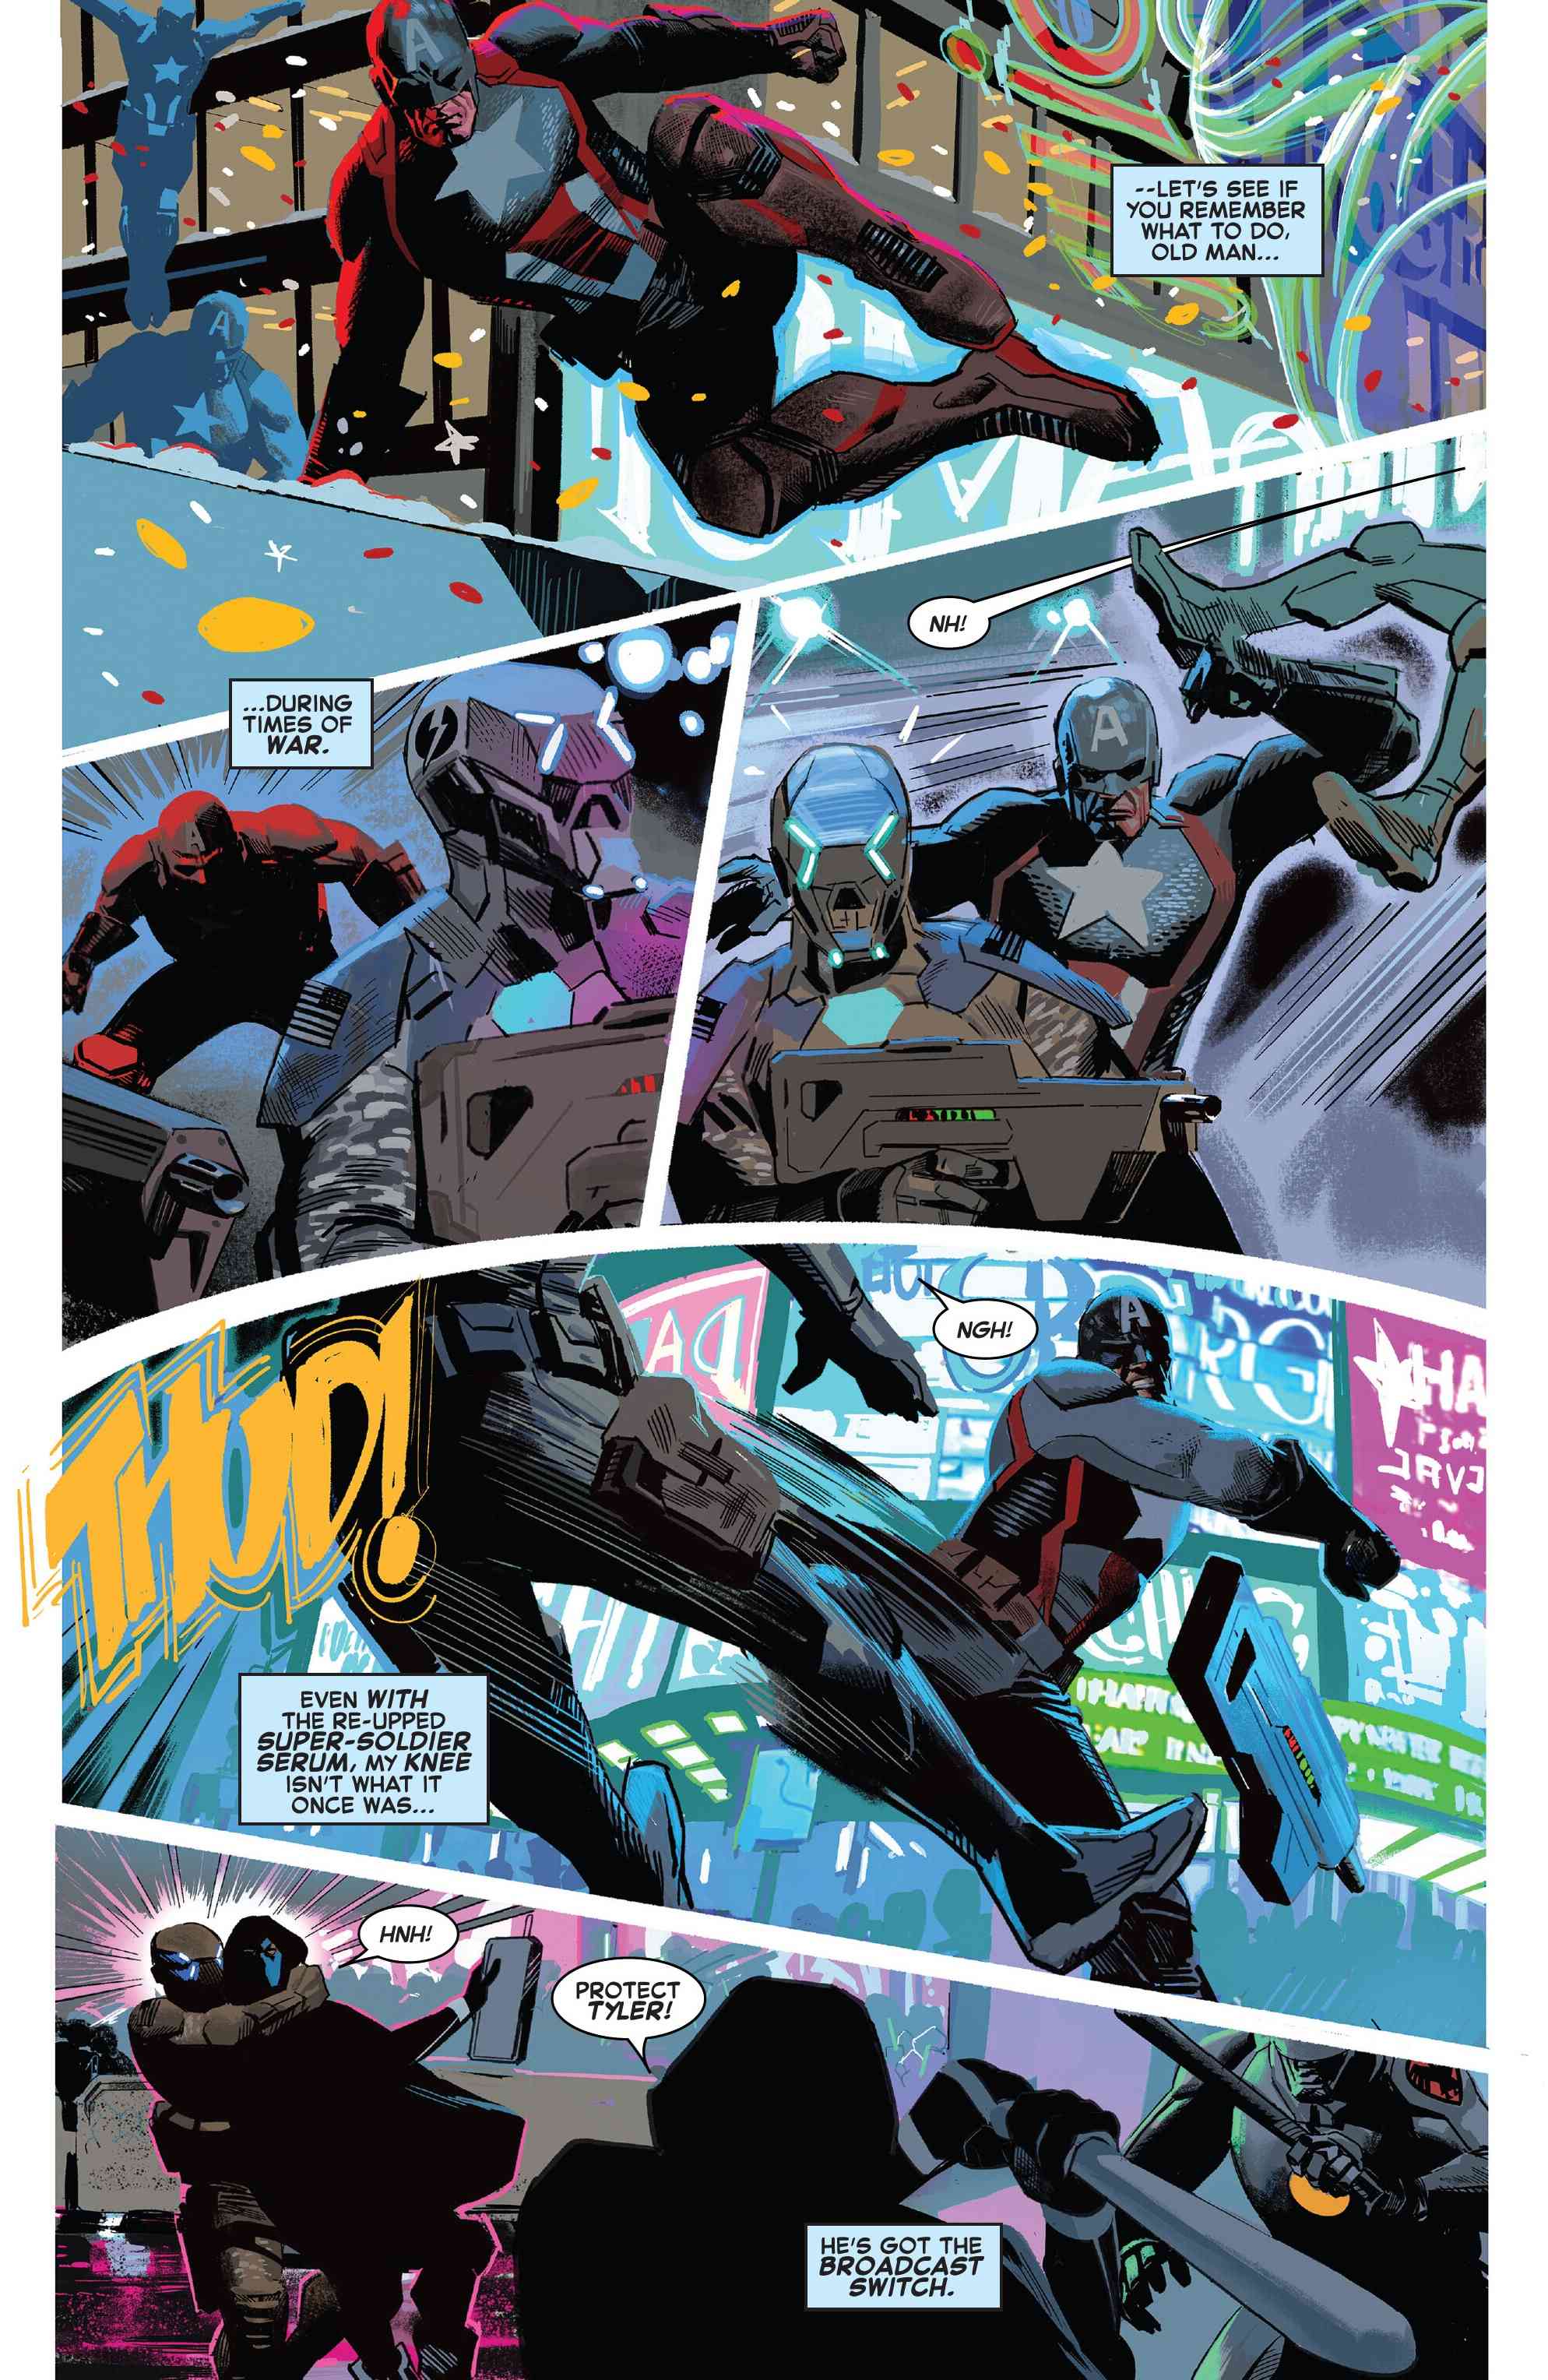 --LET'S SEE IF
YOU REMEMBER
WHAT TO DO,
OLD MAN...
...DURING
TIMES OF
WAR.
NH!
NGH!
THUD!
EVEN WITH
THE RE-UPPED
SUPER-SOLDIER
SERUM, MY KNEE
ISN'T WHAT IT
ONCE WAS...
HNH!
PROTECT
TYLER!
HE'S GOT THE
BROADCAST
SWITCH.